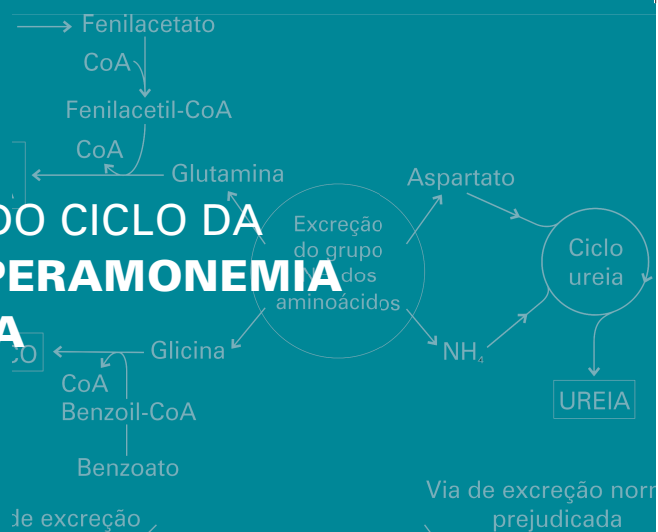 Fenilacetato
CoA
Fenilacetil-CoA
CoA
Glutamina
Aspartato
DO CICLO DA
PERAMONEMIA
A
Excreção
do grupo
dos
aminoácidos
Ciclo
ureia
CO
Glicina
NH₄
CoA
Benzoil-CoA
UREIA
Benzoato
Via de excreção norm
prejudicada
de excreção